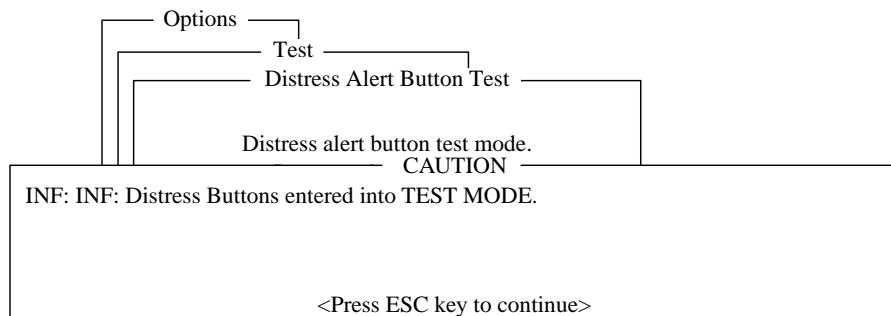 Options
Test
Distress Alert Button Test
Distress alert button test mode.
CAUTION
INF: INF: Distress Buttons entered into TEST MODE.
<Press ESC key to continue>